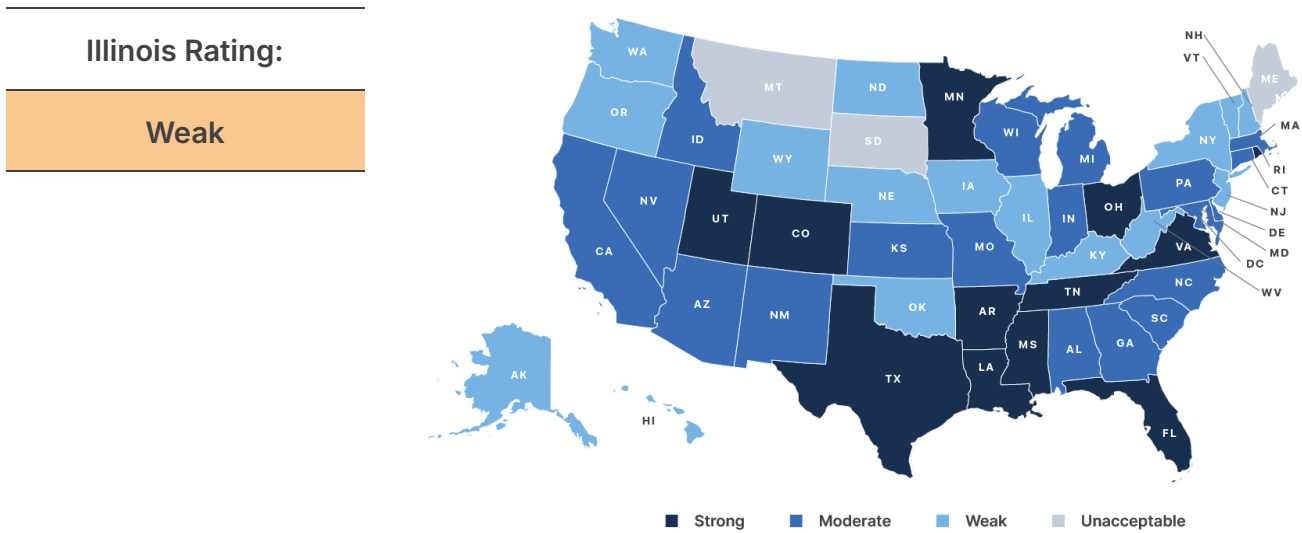 Illinois Rating:
Weak
NH
VT
WA
MT
ND
MN
ME
OR
ID
SD
WI
MI
NY
MA
WY
IA
RI
NE
PA
CT
NV
UT
CO
IL
IN
OH
NJ
DE
CA
KS
MO
KY
VA
MD
DC
WV
AZ
NM
OK
AR
TN
NC
SC
MS
AL
GA
LA
TX
AK
HI
FL
Strong
Moderate
Weak
Unacceptable